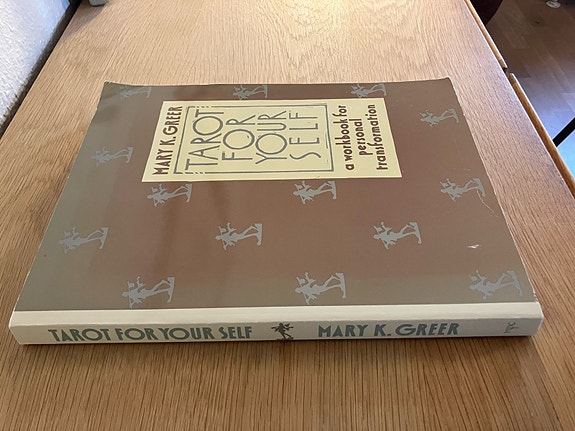 MARY K. GREER
TAROT
FOR
YOUR
SELF
a workbook for
personal
transformation
TAROT FOR YOUR SELF
MARY K. GREER